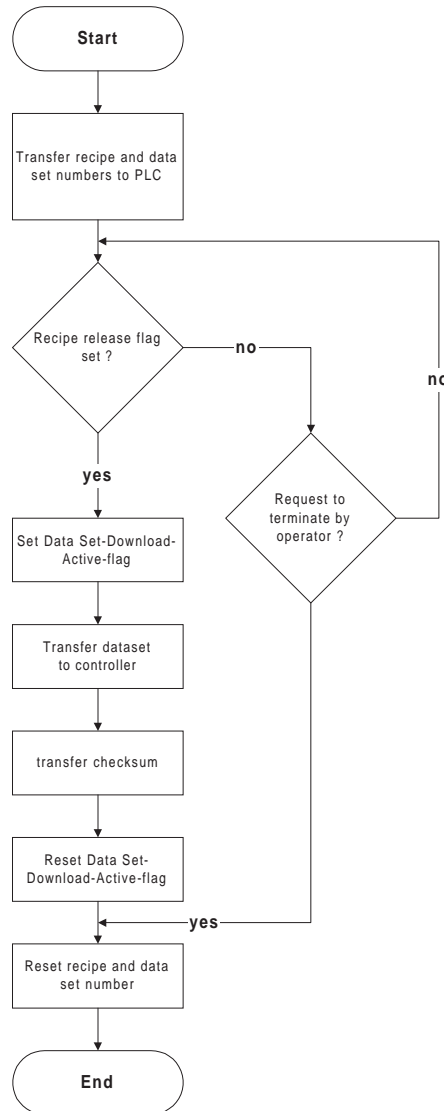 Start
Transfer recipe and data
set numbers to PLC
Recipe release flag
set ?
no
no
yes
Request to
terminate by
operator ?
Set Data Set-Download-
Active-flag
Transfer dataset
to controller
transfer checksum
Reset Data Set-
Download-Active-flag
yes
Reset recipe and data
set number
End